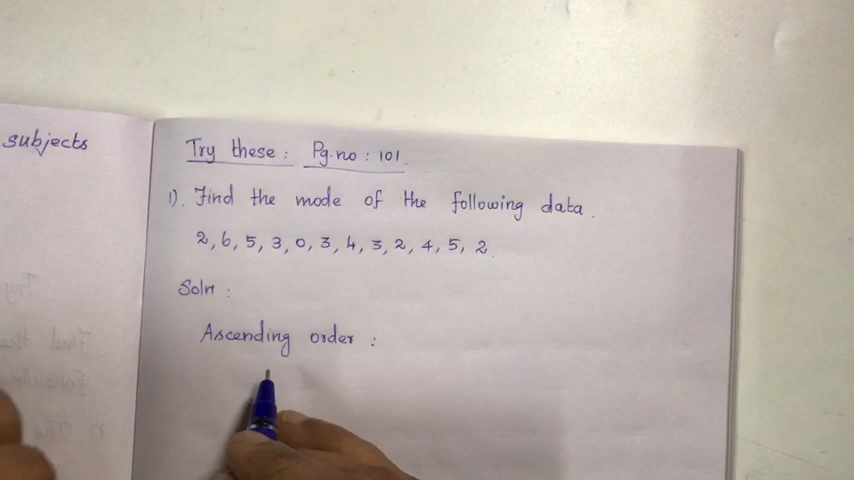 subjects
Try these : Pg.no : 101.
1). Find the mode of the following data.
2, 6, 5, 3, 0, 3, 4, 3, 2, 4, 5, 2.
Soln :
Ascending order :